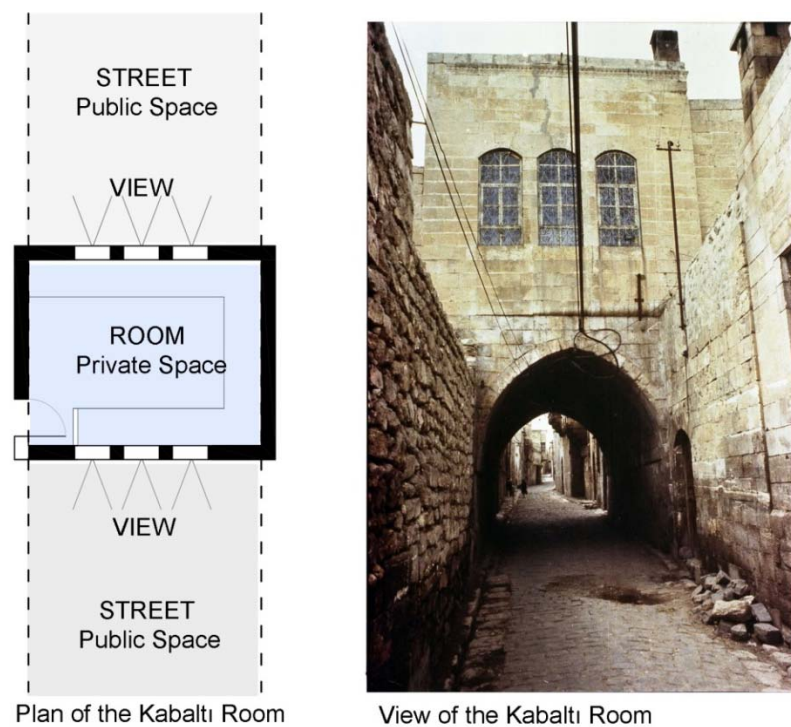 STREET
Public Space
VIEW
ROOM
Private Space
VIEW
STREET
Public Space
Plan of the Kabaltı Room
View of the Kabaltı Room